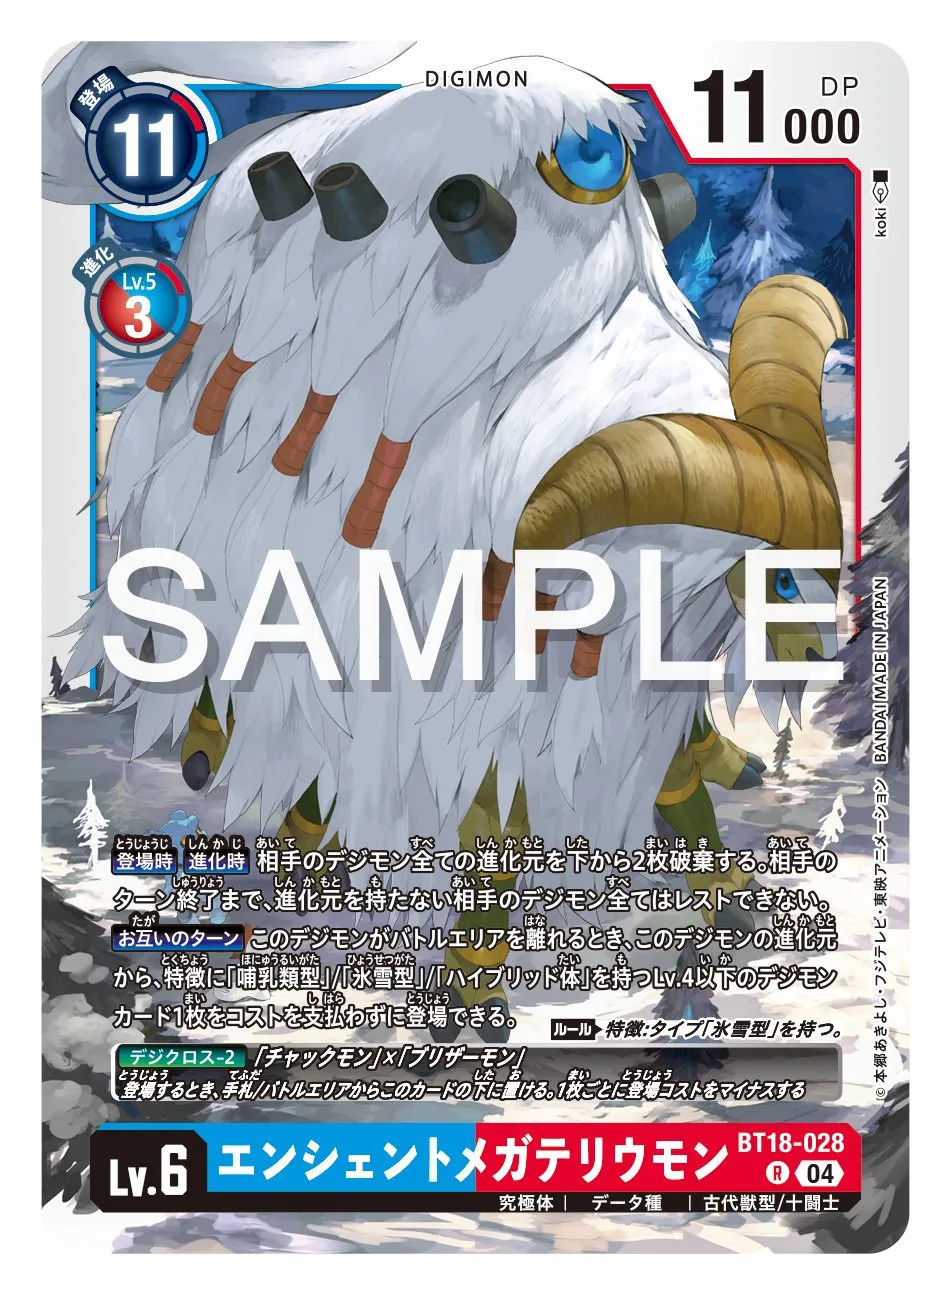 DIGIMON
登場
11
11
DP
000
koki
進化
Lv.5
3
SAMPLE
BANDAI MADE IN JAPAN
©本郷あきよし・フジテレビ・東映アニメーション
登場時 進化時 相手のデジモン全ての進化元を下から2枚破棄する。相手の
ターン終了まで、進化元を持たない相手のデジモン全てはレストできない。
お互いのターン このデジモンがバトルエリアを離れるとき、このデジモンの進化元
から、特徴に「哺乳類型」/「氷雪型」/「ハイブリッド体」を持つLv.4以下のデジモン
カード1枚をコストを支払わずに登場できる。
ルール 特徴:タイプ「氷雪型」を持つ。
デジクロス-2 「チャックモン」×「ブリザーモン」
登場するとき、手札/バトルエリアからこのカードの下に置ける。1枚ごとに登場コストをマイナスする
Lv.6
エンシェントメガテリウモン
BT18-028
R 04
究極体 | データ種 | 古代獣型/十闘士